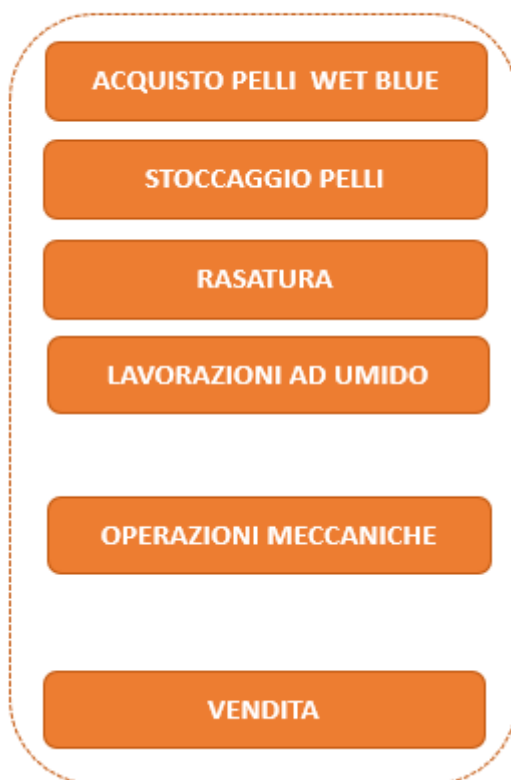 ACQUISTO PELLI WET BLUE
STOCCAGGIO PELLI
RASATURA
LAVORAZIONI AD UMIDO
OPERAZIONI MECCANICHE
VENDITA